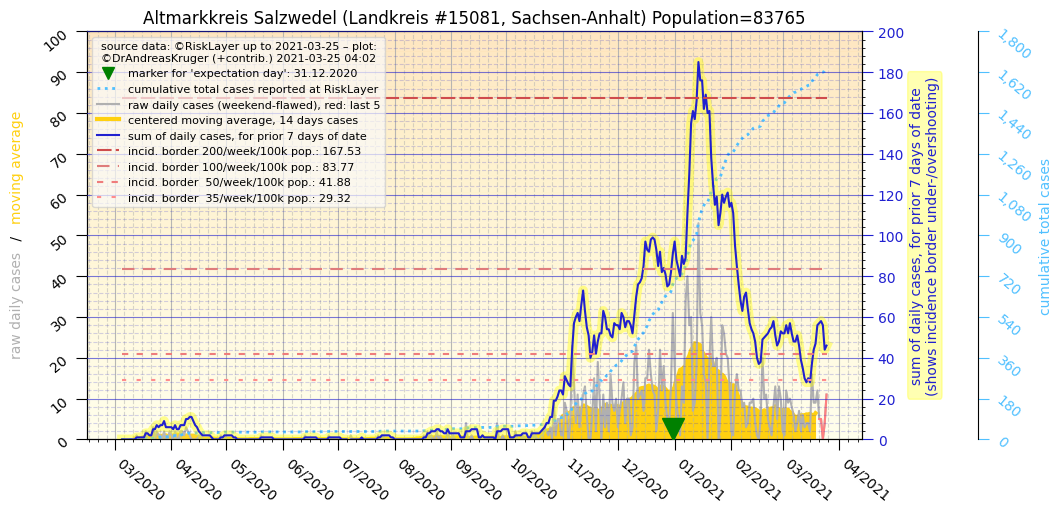 Altmarkkreis Salzwedel (Landkreis #15081, Sachsen-Anhalt) Population=83765
source data: ©RiskLayer up to 2021-03-25 – plot:
©DrAndreasKruger (+contrib.) 2021-03-25 04:02
marker for 'expectation day': 31.12.2020
cumulative total cases reported at RiskLayer
raw daily cases (weekend-flawed), red: last 5
centered moving average, 14 days cases
sum of daily cases, for prior 7 days of date
incid. border 200/week/100k pop.: 167.53
incid. border 100/week/100k pop.: 83.77
incid. border  50/week/100k pop.: 41.88
incid. border  35/week/100k pop.: 29.32
raw daily cases / moving average
100
90
80
70
60
50
40
30
20
10
0
03/2020
04/2020
05/2020
06/2020
07/2020
08/2020
09/2020
10/2020
11/2020
12/2020
01/2021
02/2021
03/2021
04/2021
200
180
160
140
120
100
80
60
40
20
0
sum of daily cases, for prior 7 days of date
(shows incidence border under-/overshooting)
1,800
1,620
1,440
1,260
1,080
900
720
540
360
180
0
cumulative total cases